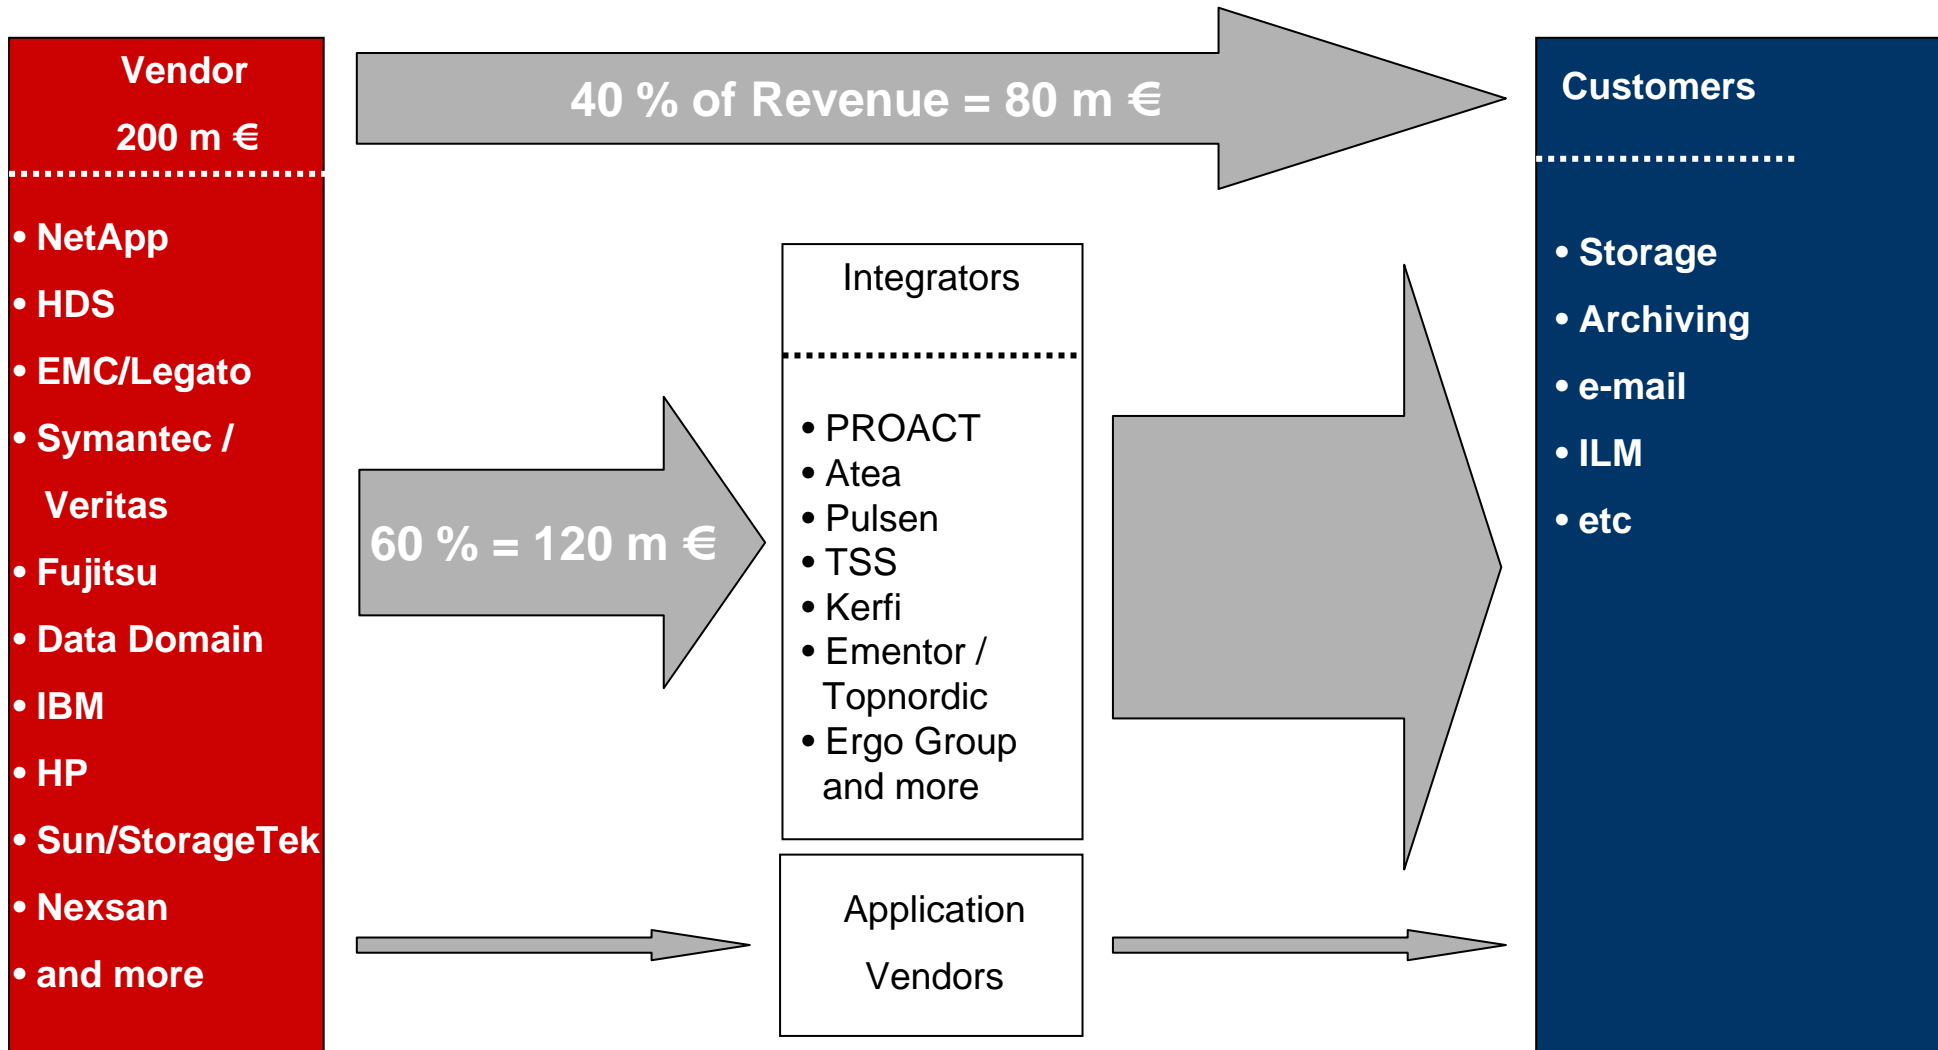 Vendor
200 m €
• NetApp
• HDS
• EMC/Legato
• Symantec /
Veritas
• Fujitsu
• Data Domain
• IBM
• HP
• Sun/StorageTek
• Nexsan
• and more
40 % of Revenue = 80 m €
60 % = 120 m €
Integrators
• PROACT
• Atea
• Pulsen
• TSS
• Kerfi
• Ementor /
Topnordic
• Ergo Group
and more
Application
Vendors
Customers
• Storage
• Archiving
• e-mail
• ILM
• etc